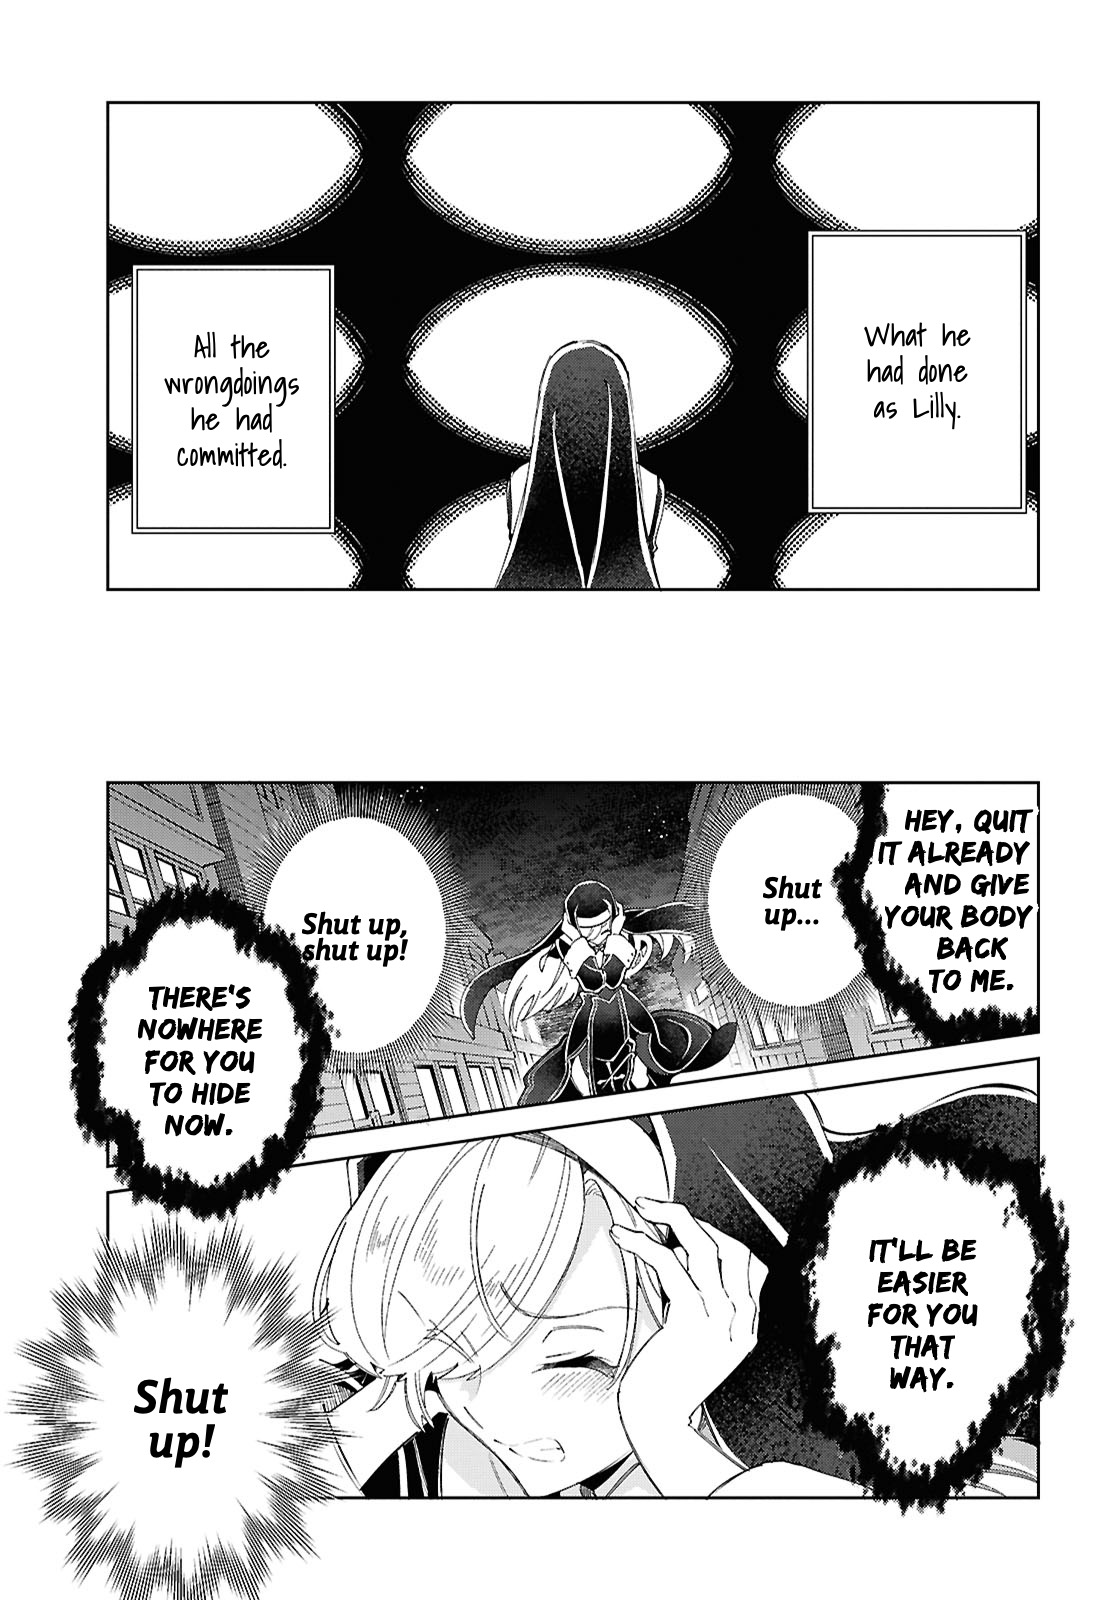 What he
had done
as Lilly.
All the
wrongdoings
he had
committed.
HEY, QUIT
IT ALREADY
AND GIVE
YOUR BODY
BACK
TO ME.
Shut
up...
Shut up,
shut up!
THERE'S
NOWHERE
FOR YOU
TO HIDE
NOW.
IT'LL BE
EASIER
FOR YOU
THAT
WAY.
Shut
up!